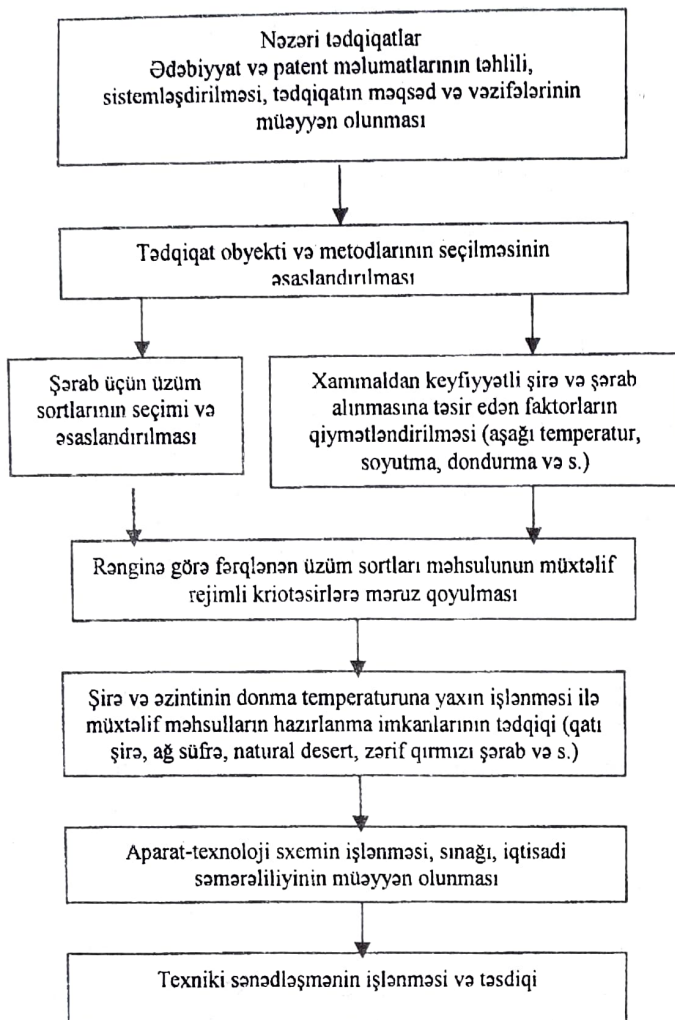 Nəzəri tədqiqatlar
Ədəbiyyat və patent məlumatlarının təhlili,
sistemləşdirilməsi, tədqiqatın məqsəd və vəzifələrinin
müəyyən olunması
Tədqiqat obyekti və metodlarının seçilməsinin
əsaslandırılması
Şərab üçün üzüm
sortlarının seçimi və
əsaslandırılması
Xammaldan keyfiyyətli şirə və şərab
alınmasına təsir edən faktorların
qiymətləndirilməsi (aşağı temperatur,
soyutma, dondurma və s.)
Rənginə görə fərqlənən üzüm sortları məhsulunun müxtəlif
rejimli kriotəsirlərə məruz qoyulması
Şirə və əzintinin donma temperaturuna yaxın işlənməsi ilə
müxtəlif məhsulların hazırlanma imkanlarının tədqiqi (qatı
şirə, ağ süfrə, natural desert, zərif qırmızı şərab və s.)
Aparat-texnoloji sxemin işlənməsi, sınağı, iqtisadi
səmərəliliyinin müəyyən olunması
Texniki sənədləşmənin işlənməsi və təsdiqi